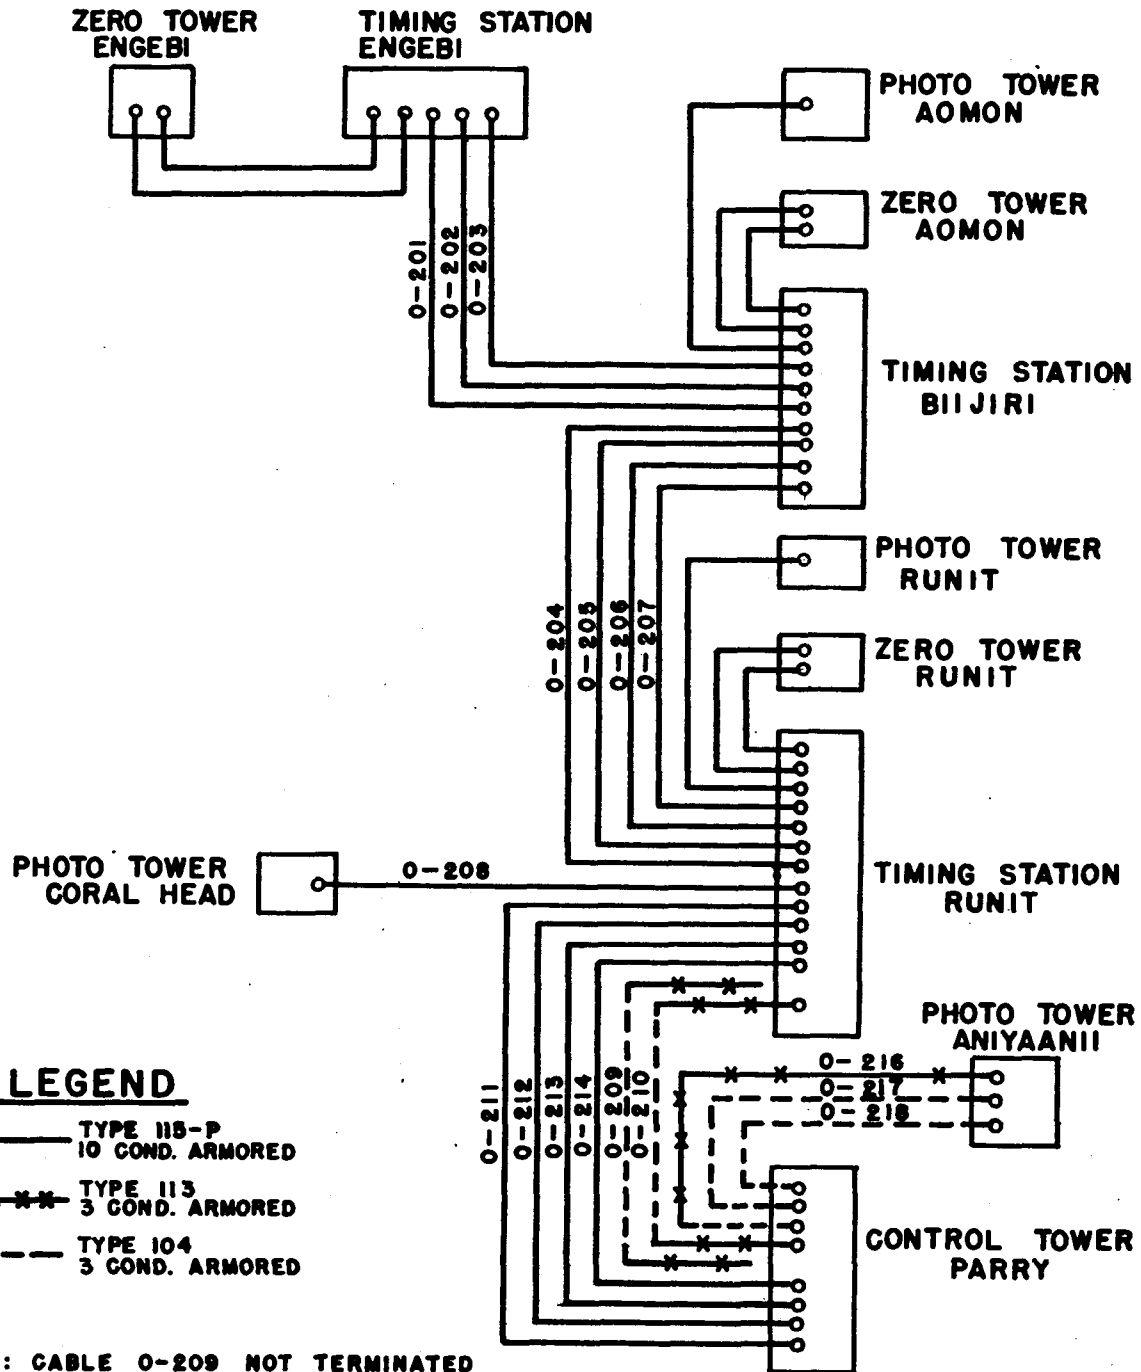 ZERO TOWER
ENGEBI
TIMING STATION
ENGEBI
PHOTO TOWER
AOMON
ZERO TOWER
AOMON
0-201
0-202
0-203
TIMING STATION
BIIJIRI
PHOTO TOWER
RUNIT
ZERO TOWER
RUNIT
0-204
0-205
0-206
0-207
PHOTO TOWER
CORAL HEAD
0-208
TIMING STATION
RUNIT
PHOTO TOWER
ANIYAANII
0-216
0-217
0-218
0-211
0-212
0-213
0-214
0-209
0-210
LEGEND
TYPE 115-P
10 COND. ARMORED
TYPE 113
3 COND. ARMORED
TYPE 104
3 COND. ARMORED
CONTROL TOWER
PARRY
: CABLE 0-209 NOT TERMINATED